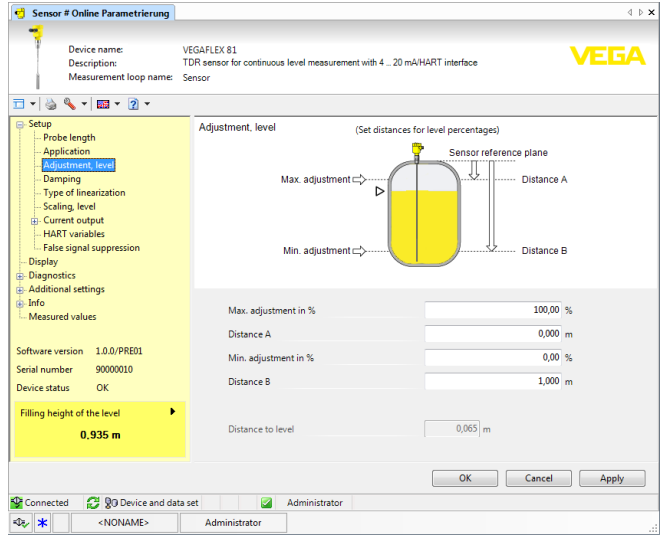 Sensor # Online Parametrierung
Device name: VEGAFLEX 81
Description: TDR sensor for continuous level measurement with 4 .. 20 mA/HART interface
Measurement loop name: Sensor
VEGA
Setup
Probe length
Application
Adjustment, level
Damping
Type of linearization
Scaling, level
Current output
HART variables
False signal suppression
Display
Diagnostics
Additional settings
Info
Measured values
Software version 1.0.0/PRE01
Serial number 90000010
Device status OK
Filling height of the level
0,935 m
Adjustment, level
(Set distances for level percentages)
Sensor reference plane
Max. adjustment
Distance A
Min. adjustment
Distance B
Max. adjustment in % 100,00 %
Distance A 0,000 m
Min. adjustment in % 0,00 %
Distance B 1,000 m
Distance to level 0,065 m
OK Cancel Apply
Connected Device and data set Administrator
<NONAME> Administrator